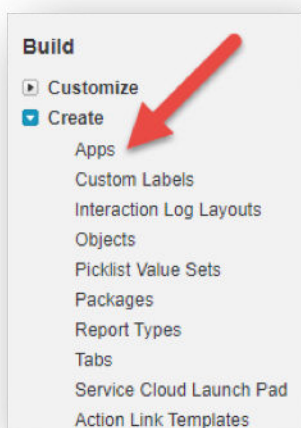 Build
Customize
Create
Apps
Custom Labels
Interaction Log Layouts
Objects
Picklist Value Sets
Packages
Report Types
Tabs
Service Cloud Launch Pad
Action Link Templates